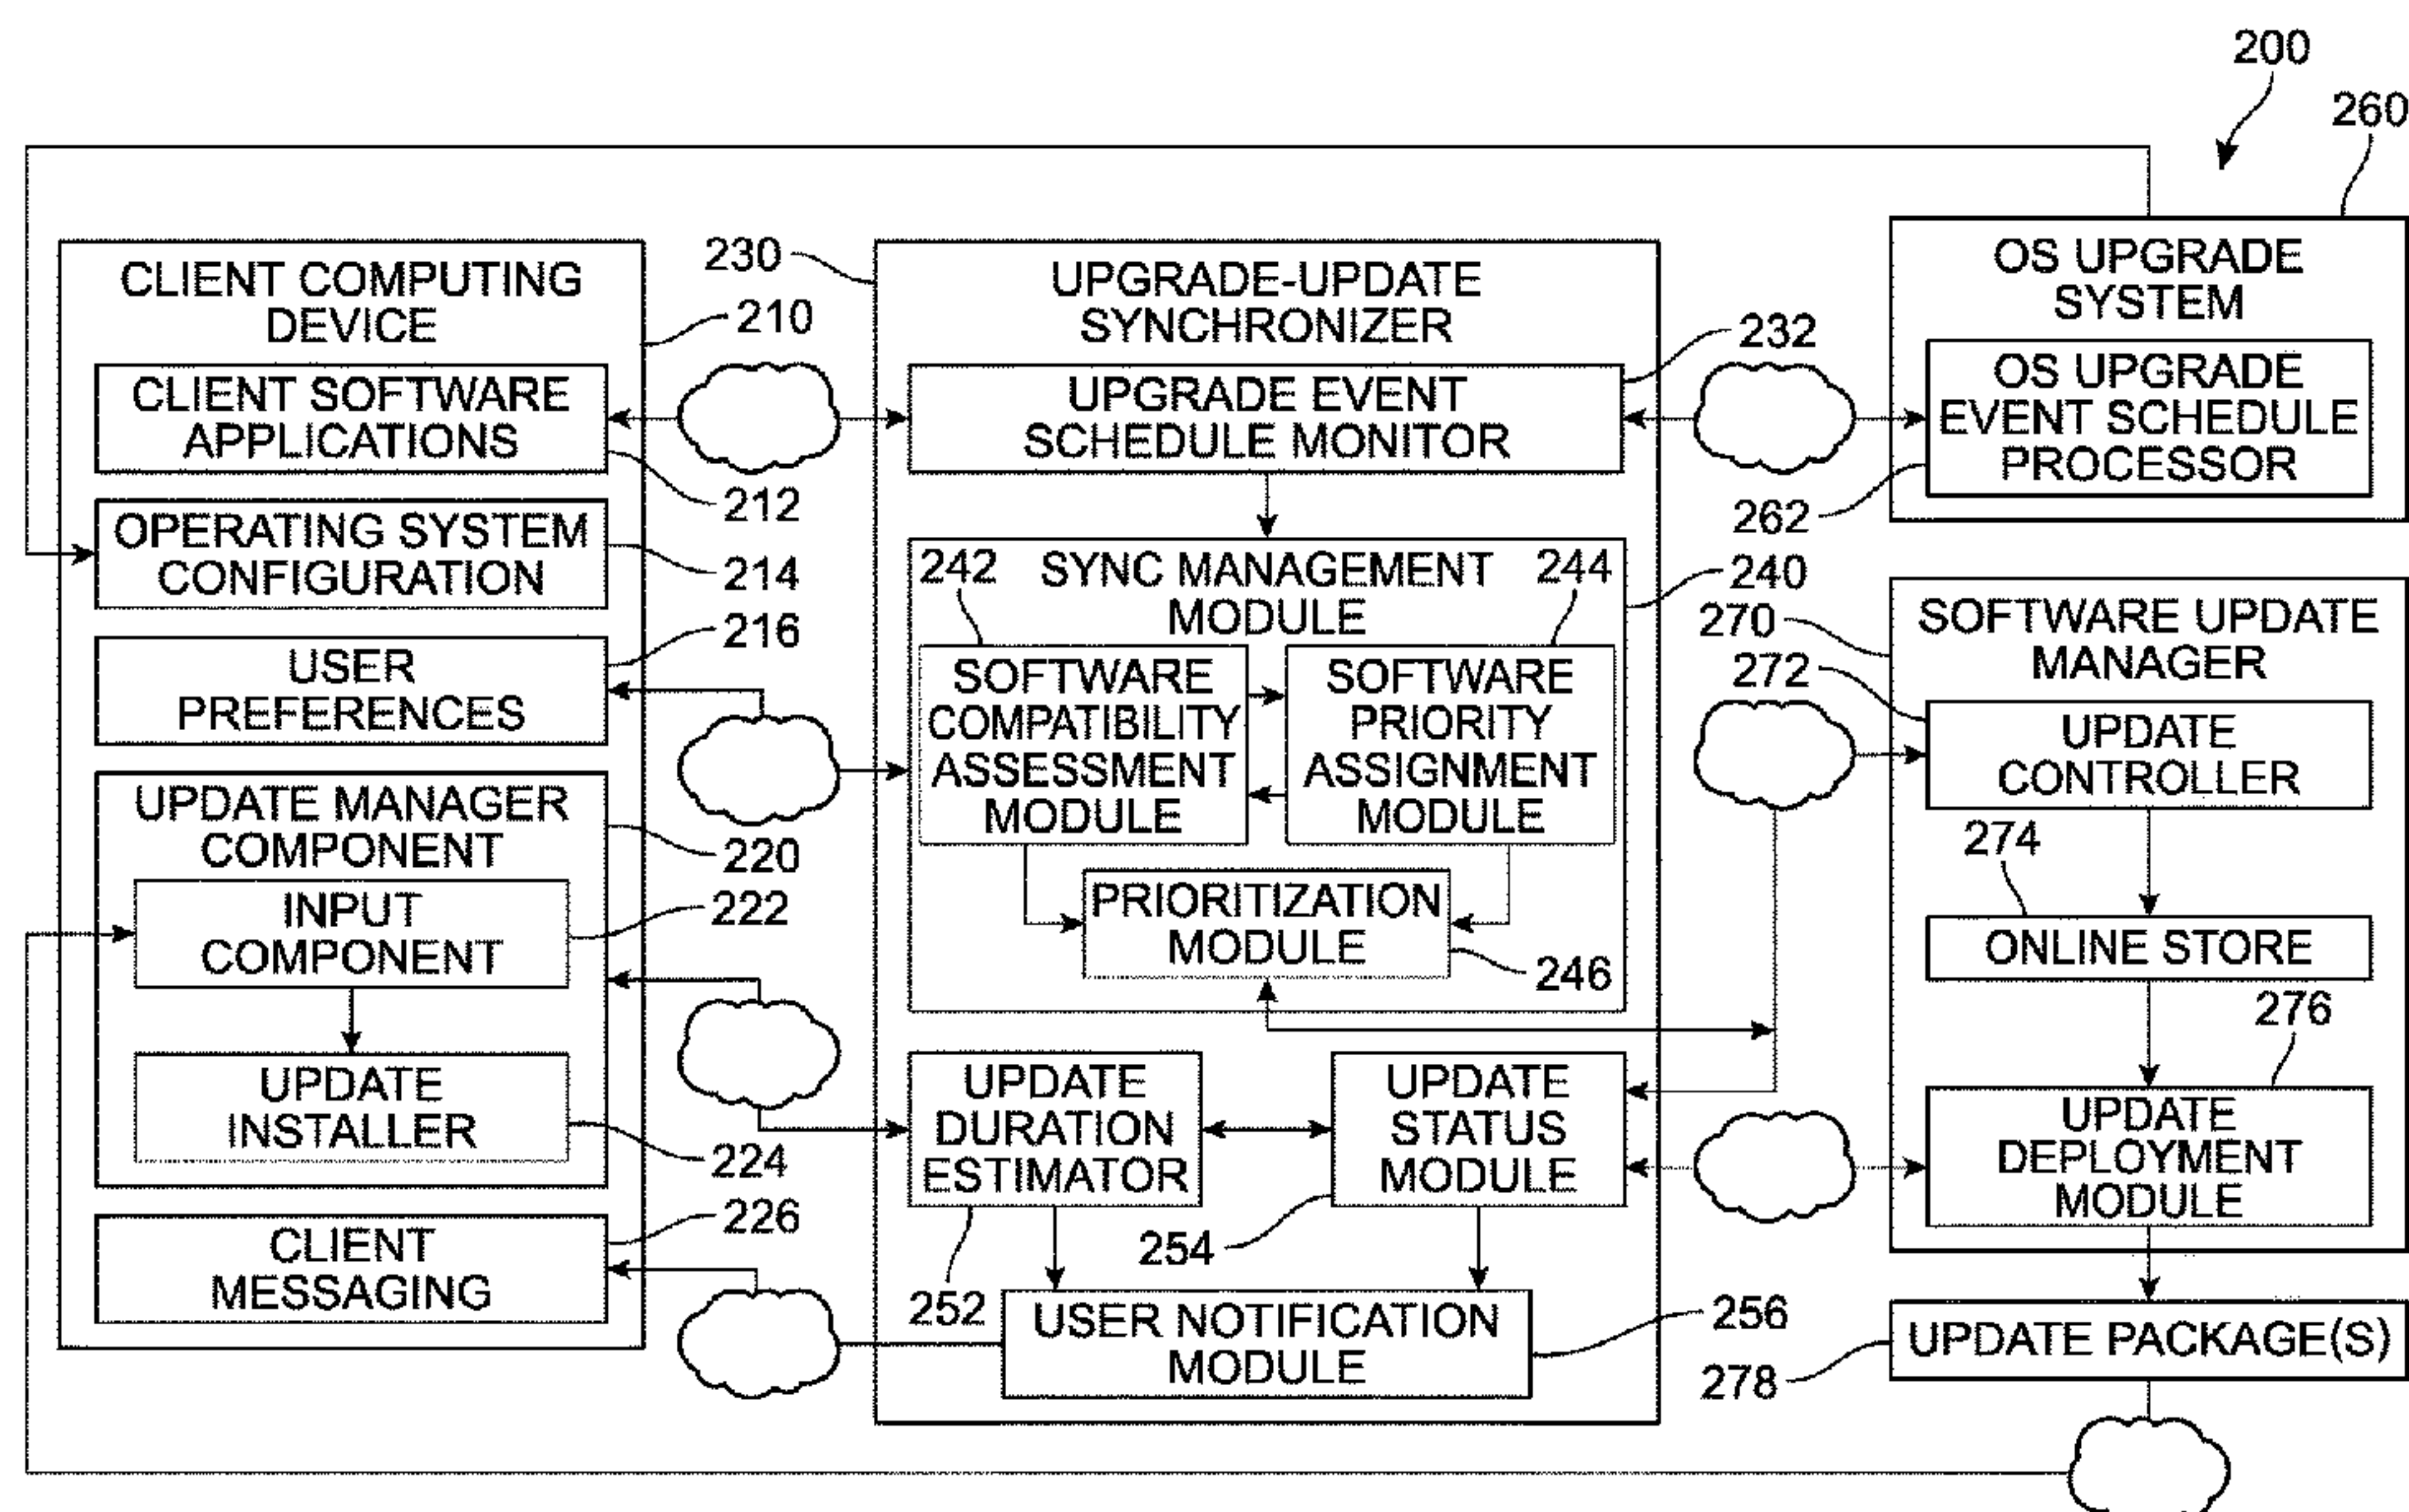 200
260
CLIENT COMPUTING
DEVICE
210
CLIENT SOFTWARE
APPLICATIONS
212
OPERATING SYSTEM
CONFIGURATION
214
USER
PREFERENCES
216
UPDATE MANAGER
COMPONENT
220
INPUT
COMPONENT
222
UPDATE
INSTALLER
224
CLIENT
MESSAGING
226
230
UPGRADE-UPDATE
SYNCHRONIZER
UPGRADE EVENT
SCHEDULE MONITOR
232
SYNC MANAGEMENT
MODULE
240
242
244
SOFTWARE
COMPATIBILITY
ASSESSMENT
MODULE
SOFTWARE
PRIORITY
ASSIGNMENT
MODULE
PRIORITIZATION
MODULE
246
UPDATE
DURATION
ESTIMATOR
252
UPDATE
STATUS
MODULE
254
USER NOTIFICATION
MODULE
256
OS UPGRADE
SYSTEM
OS UPGRADE
EVENT SCHEDULE
PROCESSOR
262
270
SOFTWARE UPDATE
MANAGER
272
UPDATE
CONTROLLER
274
ONLINE STORE
276
UPDATE
DEPLOYMENT
MODULE
UPDATE PACKAGE(S)
278